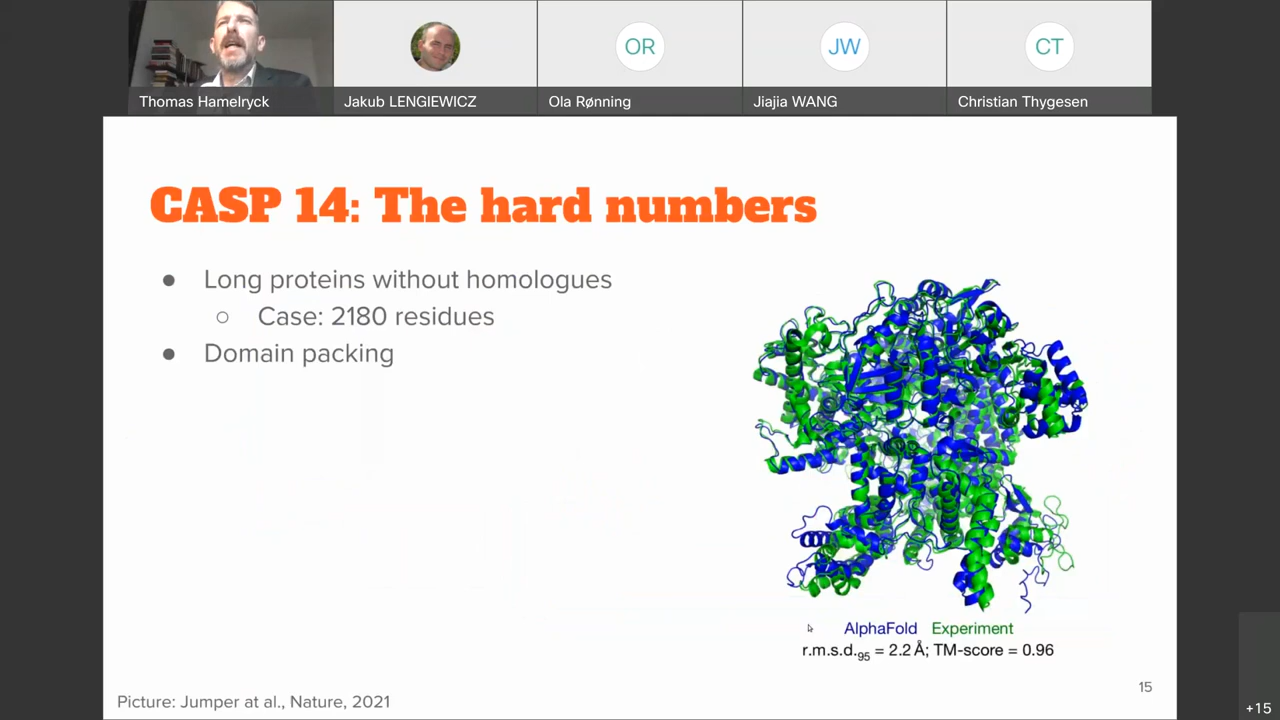 OR
JW
CT
Thomas Hamelryck
Jakub LENGIEWICZ
Ola Rønning
Jiajia WANG
Christian Thygesen
CASP 14: The hard numbers
● Long proteins without homologues
○ Case: 2180 residues
● Domain packing
AlphaFold Experiment
r.m.s.d.95 = 2.2 Å; TM-score = 0.96
15
Picture: Jumper at al., Nature, 2021
+15